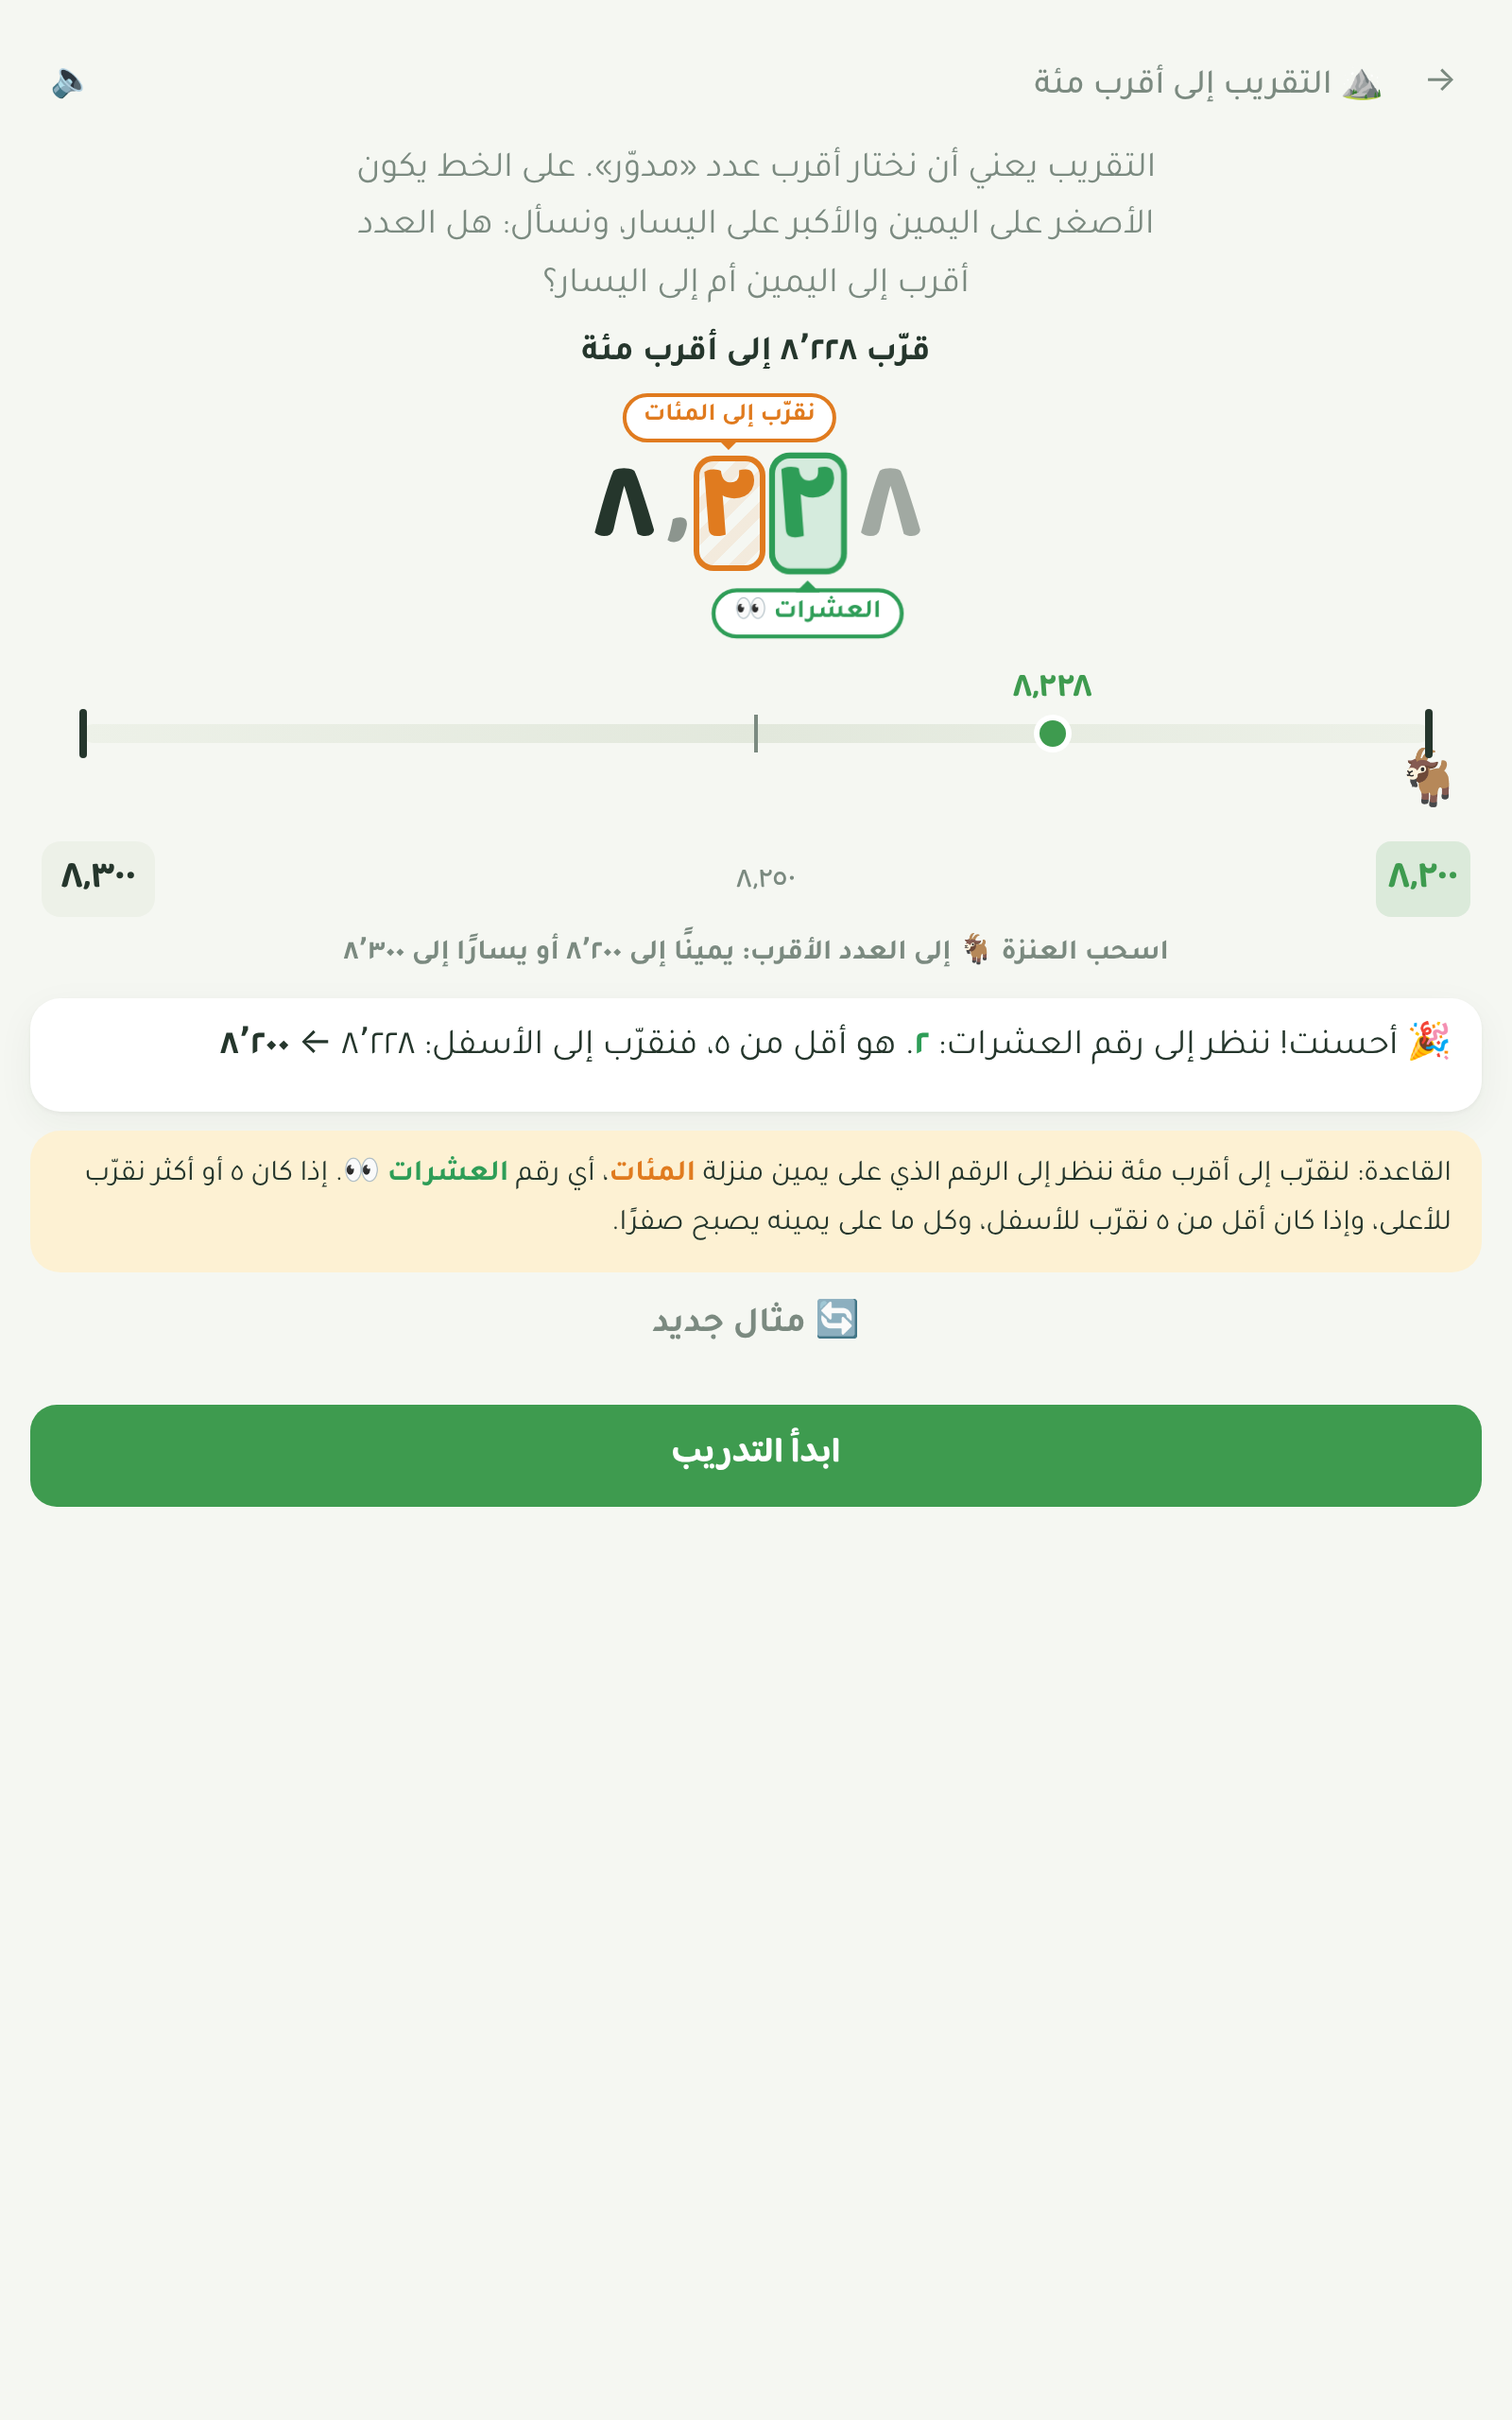 ⛰️ التقريب إلى أقرب مئة
التقريب يعني أن نختار أقرب عدد «مدوّر». على الخط يكون
الأصغر على اليمين والأكبر على اليسار، ونسأل: هل العدد
أقرب إلى اليمين أم إلى اليسار؟
قرّب ٨٬٢٢٨ إلى أقرب مئة
نقرّب إلى المئات
٨,٢٢٨
العشرات 👀
٨,٢٢٨
٨,٢٠٠
٨,٢٥٠
٨,٣٠٠
اسحب العنزة 🐐 إلى العدد الأقرب: يمينًا إلى ٨٬٢٠٠ أو يسارًا إلى ٨٬٣٠٠
🎉 أحسنت! ننظر إلى رقم العشرات: ٢. هو أقل من ٥، فنقرّب إلى الأسفل: ٨٬٢٢٨ ← ٨٬٢٠٠
القاعدة: لنقرّب إلى أقرب مئة ننظر إلى الرقم الذي على يمين منزلة المئات، أي رقم العشرات 👀. إذا كان ٥ أو أكثر نقرّب
للأعلى، وإذا كان أقل من ٥ نقرّب للأسفل، وكل ما على يمينه يصبح صفرًا.
🔄 مثال جديد
ابدأ التدريب